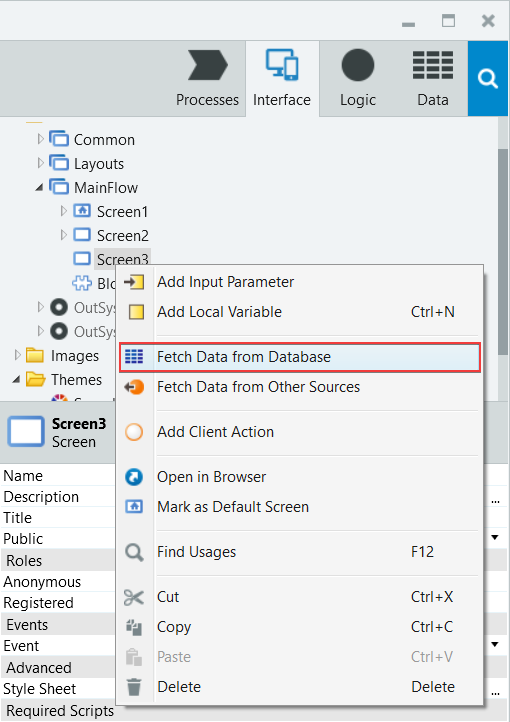 Processes Interface Logic Data
Common
Layouts
MainFlow
Screen1
Screen2
Screen3
Add Input Parameter
Add Local Variable Ctrl+N
Fetch Data from Database
Fetch Data from Other Sources
Add Client Action
Open in Browser
Mark as Default Screen
Find Usages F12
Cut Ctrl+X
Copy Ctrl+C
Paste Ctrl+V
Delete Delete
Images
Themes
Screen3
Screen
Name
Description ...
Title
Public
Roles
Anonymous
Registered
Events
Event
Advanced
Style Sheet ...
Required Scripts